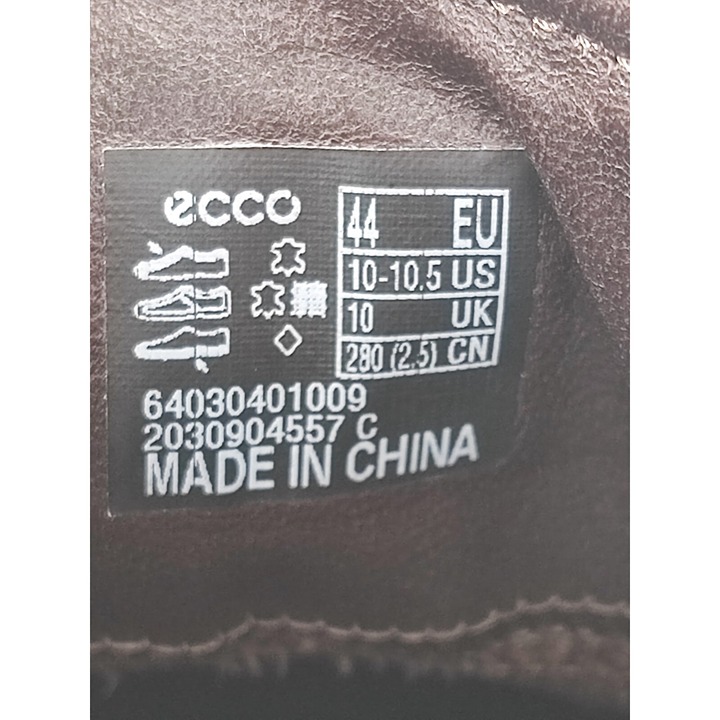 ecco
44 EU
10-10.5 US
10 UK
280 (2.5) CN
64030401009
2030904557 C
MADE IN CHINA